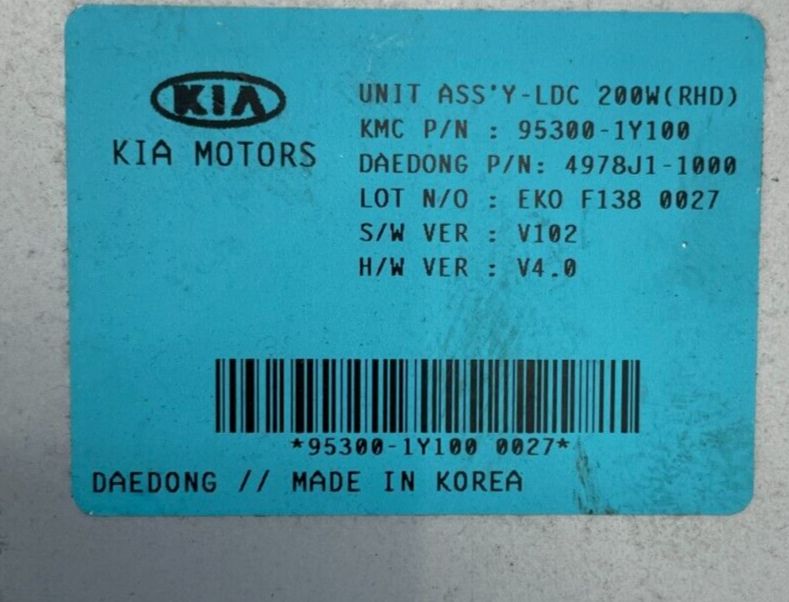 KIA
KIA MOTORS
UNIT ASS'Y-LDC 200W(RHD)
KMC P/N : 95300-1Y100
DAEDONG P/N: 4978J1-1000
LOT N/O : EKO F138 0027
S/W VER : V102
H/W VER : V4.0
*95300-1Y100 0027*
DAEDONG // MADE IN KOREA